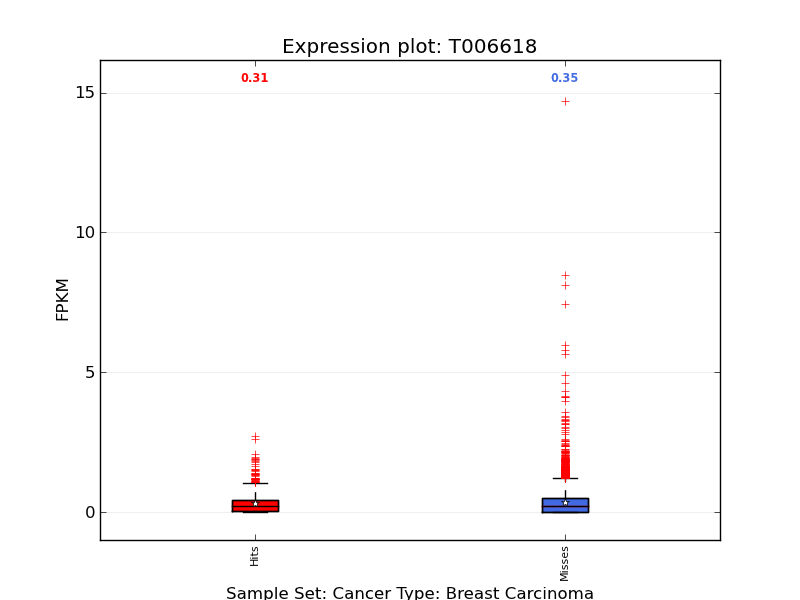 Expression plot: T006618
0.31
0.35
15
10
5
0
FPKM
Hits
Misses
Sample Set: Cancer Type: Breast Carcinoma